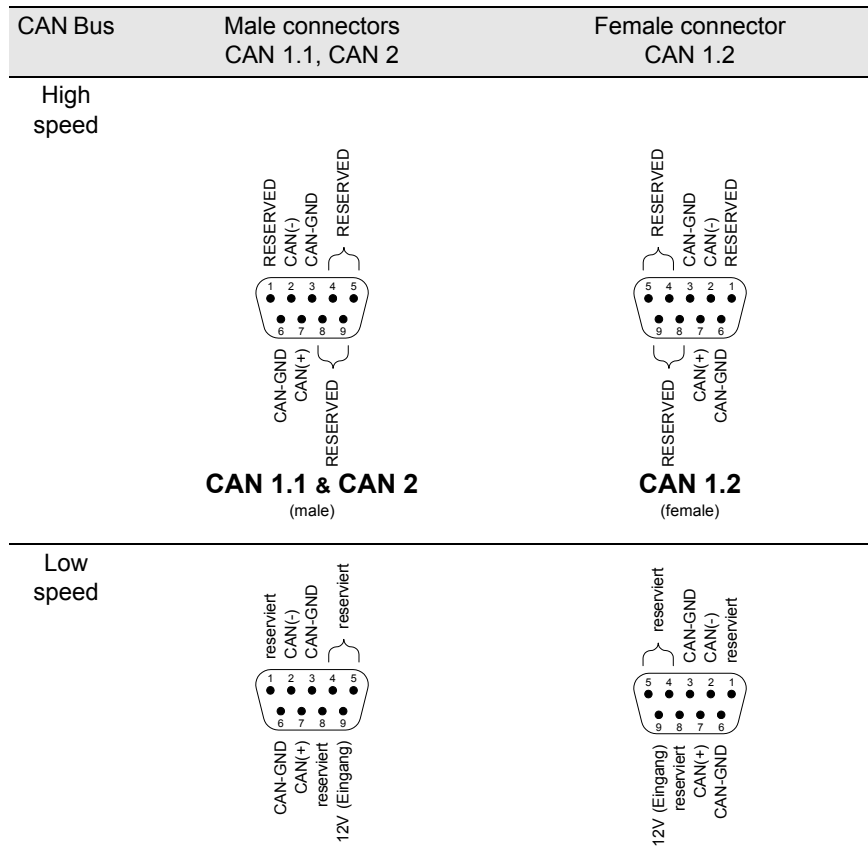 CAN Bus
Male connectors
CAN 1.1, CAN 2
Female connector
CAN 1.2
High
speed
RESERVED
CAN(-)
CAN-GND
RESERVED
1 2 3 4 5
6 7 8 9
CAN-GND
CAN(+)
RESERVED
CAN 1.1 & CAN 2
(male)
RESERVED
CAN-GND
CAN(-)
RESERVED
5 4 3 2 1
9 8 7 6
RESERVED
CAN(+)
CAN-GND
CAN 1.2
(female)
Low
speed
reserviert
CAN(-)
CAN-GND
reserviert
1 2 3 4 5
6 7 8 9
CAN-GND
CAN(+)
reserviert
12V (Eingang)
reserviert
CAN-GND
CAN(-)
reserviert
5 4 3 2 1
9 8 7 6
12V (Eingang)
reserviert
CAN(+)
CAN-GND